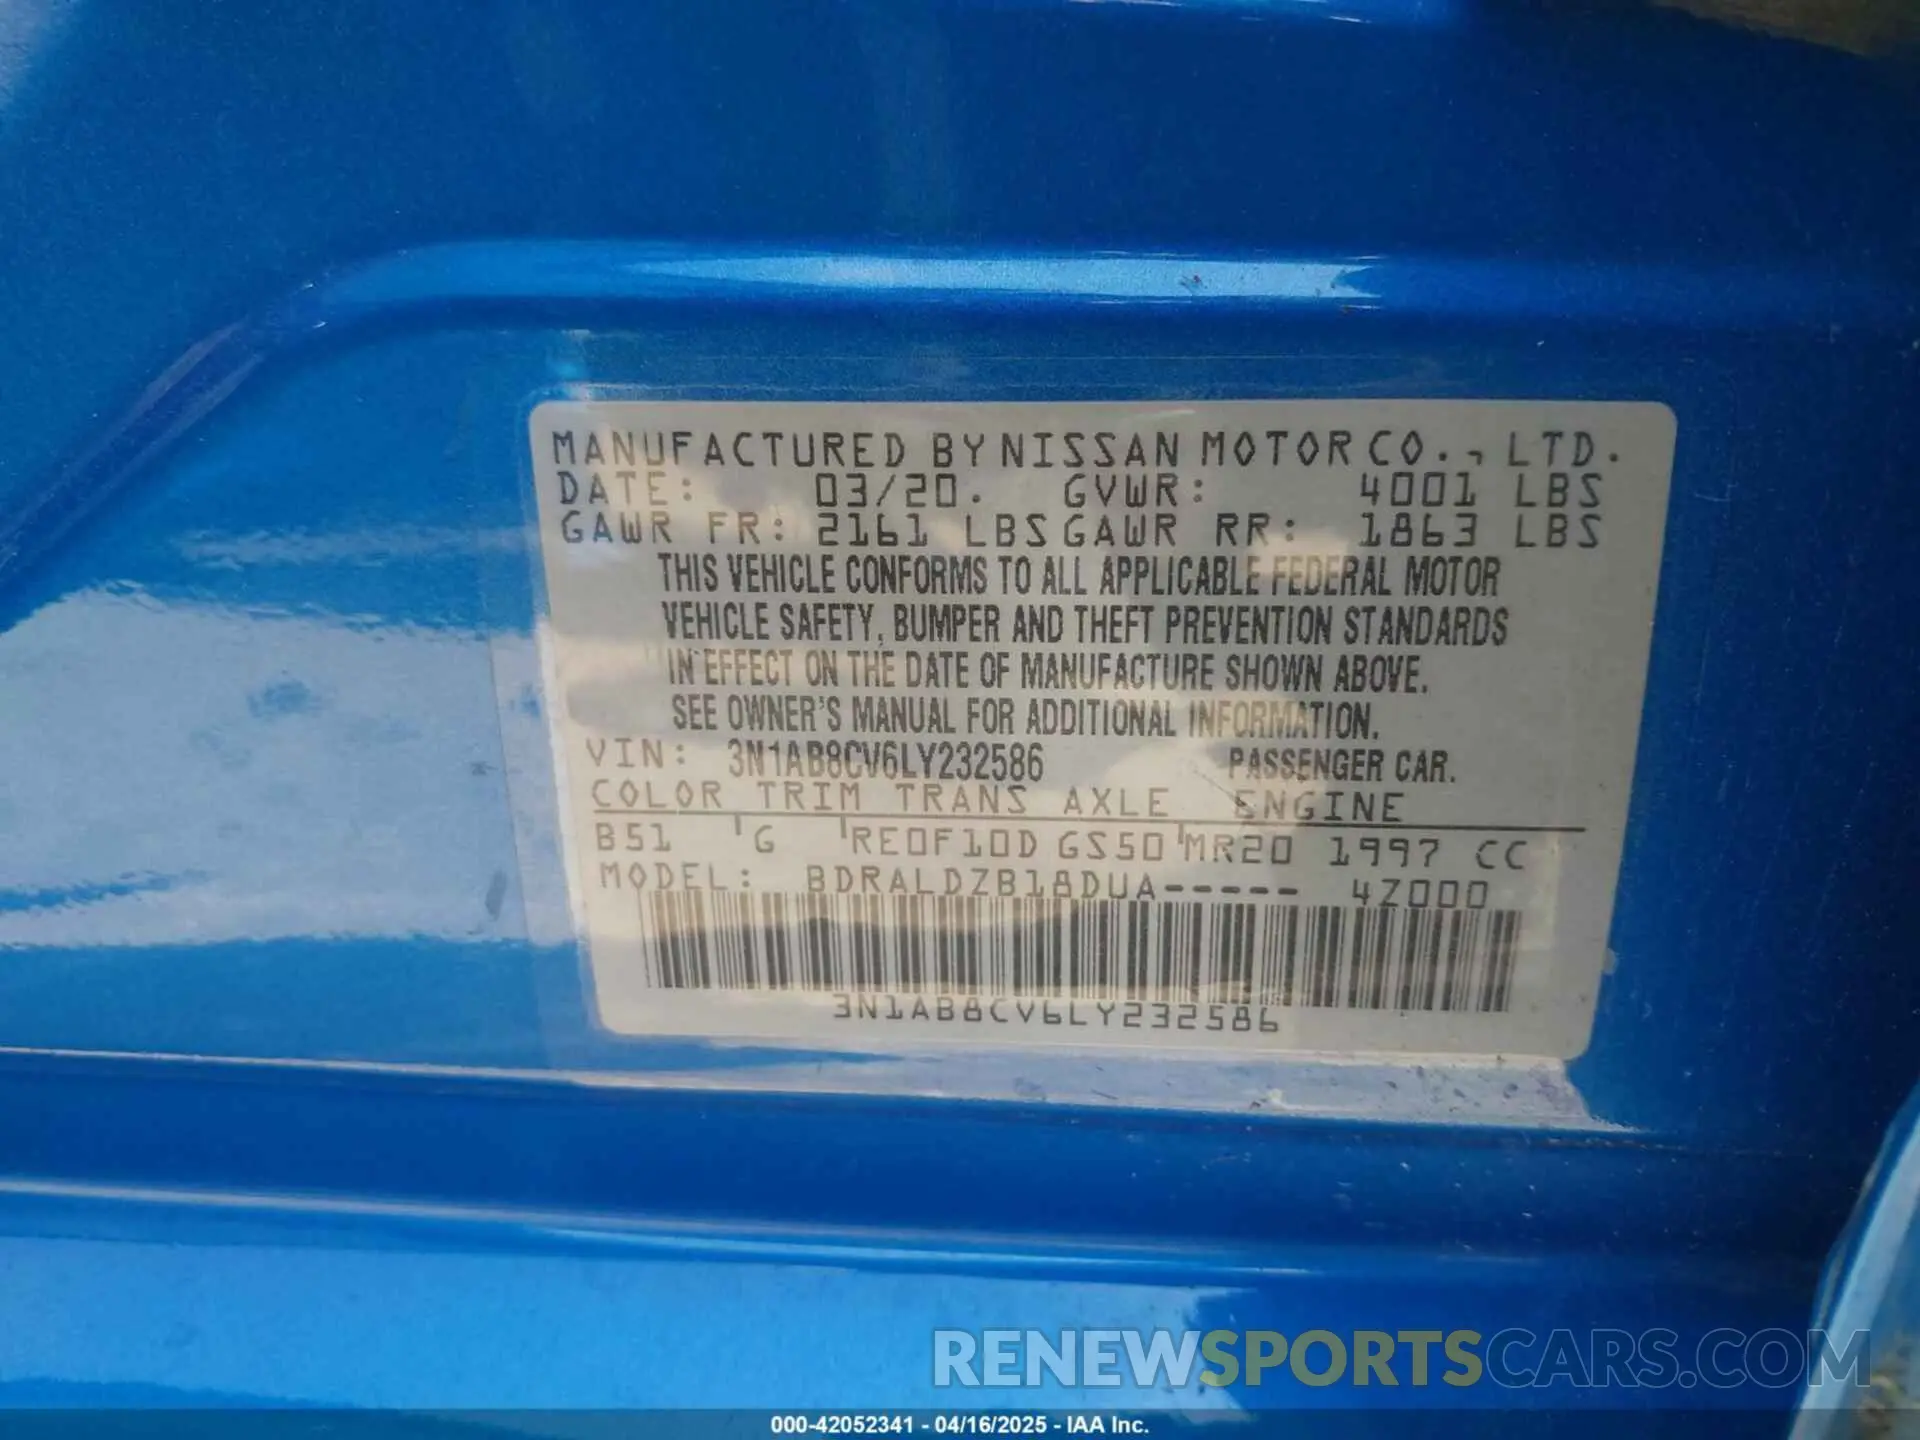 MANUFACTURED BY NISSAN MOTOR CO., LTD.
DATE: 03/20. GVWR: 4001 LBS
GAWR FR: 2161 LBS GAWR RR: 1863 LBS
THIS VEHICLE CONFORMS TO ALL APPLICABLE FEDERAL MOTOR
VEHICLE SAFETY, BUMPER AND THEFT PREVENTION STANDARDS
IN EFFECT ON THE DATE OF MANUFACTURE SHOWN ABOVE.
SEE OWNER'S MANUAL FOR ADDITIONAL INFORMATION.
VIN: 3N1AB8CV6LY232586 PASSENGER CAR.
COLOR TRIM TRANS AXLE ENGINE
B51 G RE0F10D GS50 MR20 1997 CC
MODEL: BDRALDZB18DUA----- 4Z000
3N1AB8CV6LY232586
RENEWSPORTSCARS.COM
000-42052341 - 04/16/2025 - IAA Inc.